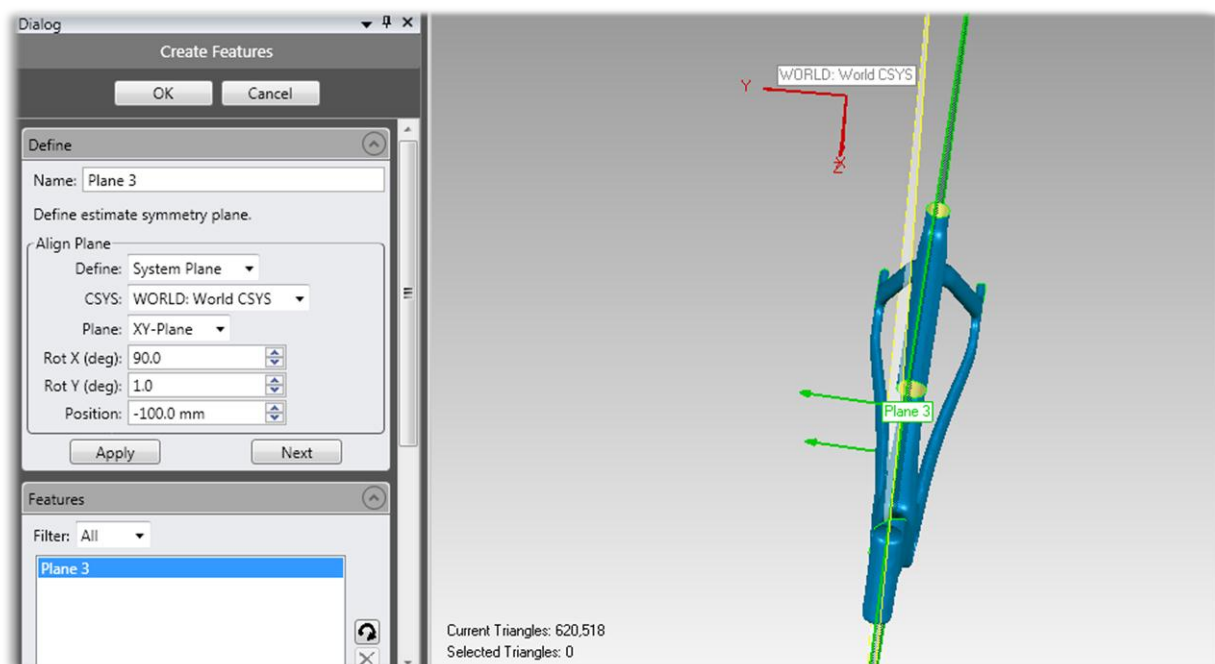 Dialog
Create Features
OK Cancel
Define
Name: Plane 3
Define estimate symmetry plane.
Align Plane
Define: System Plane
CSYS: WORLD: World CSYS
Plane: XY-Plane
Rot X (deg): 90.0
Rot Y (deg): 1.0
Position: -100.0 mm
Apply Next
Features
Filter: All
Plane 3
WORLD: World CSYS
Y
Z
Plane 3
Current Triangles: 620,518
Selected Triangles: 0